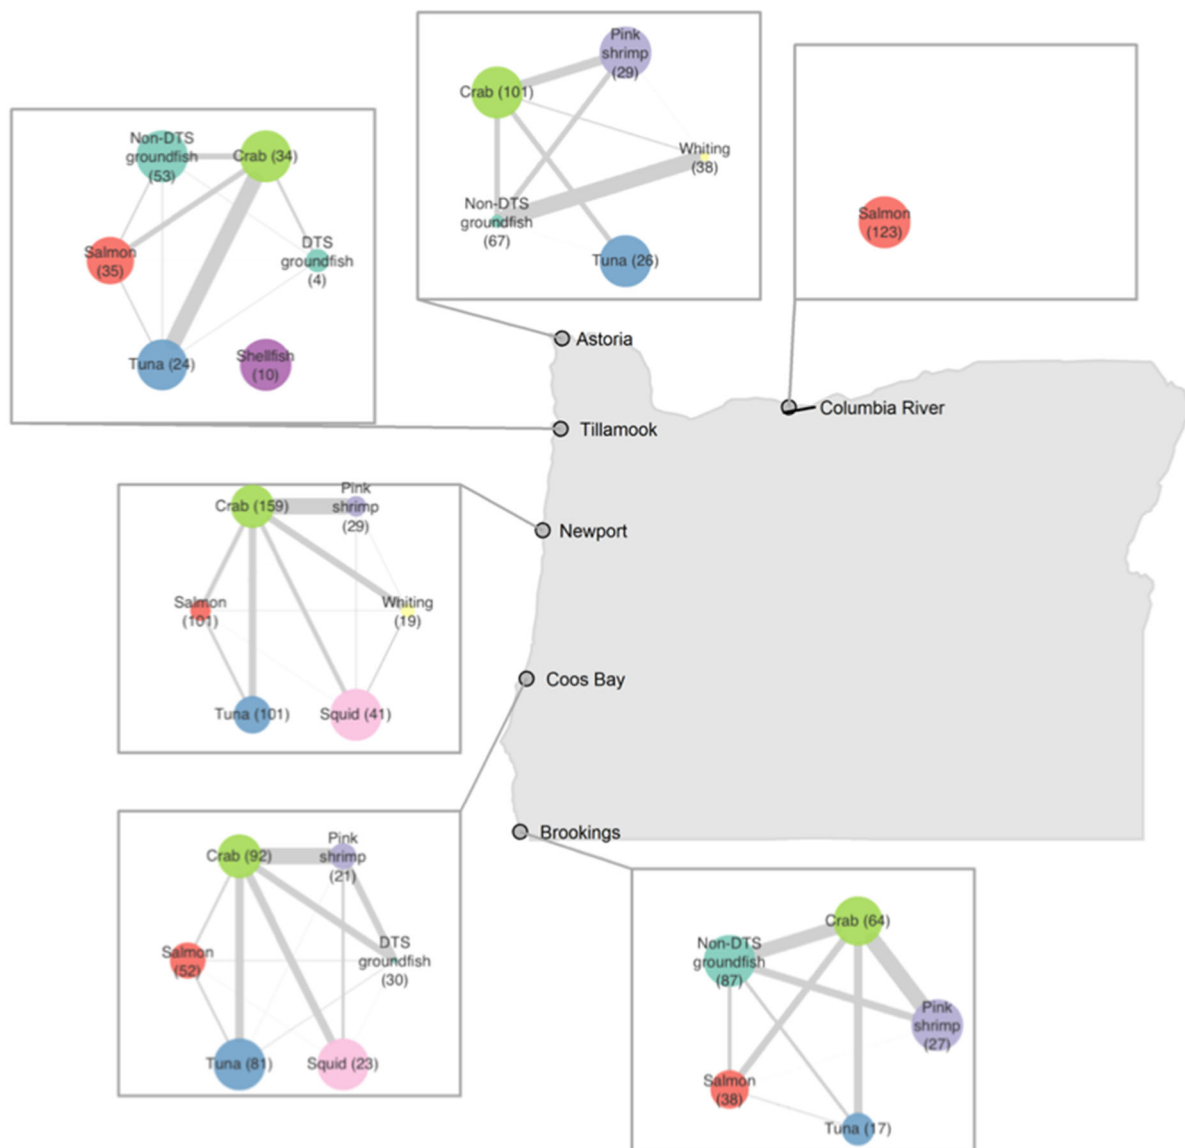 Pink
shrimp
(29)
Crab (101)
Whiting
(38)
Non-DTS
groundfish
(67)
Tuna (26)
Salmon
(123)
Non-DTS
groundfish
(53)
Crab (34)
Salmon
(35)
DTS
groundfish
(4)
Tuna (24)
Shellfish
(10)
Astoria
Columbia River
Tillamook
Newport
Coos Bay
Brookings
Crab (159)
Pink
shrimp
(29)
Salmon
(101)
Whiting
(19)
Tuna (101)
Squid (41)
Crab (92)
Pink
shrimp
(21)
Salmon
(52)
DTS
groundfish
(30)
Tuna (81)
Squid (23)
Crab (64)
Non-DTS
groundfish
(87)
Pink
shrimp
(27)
Salmon
(38)
Tuna (17)